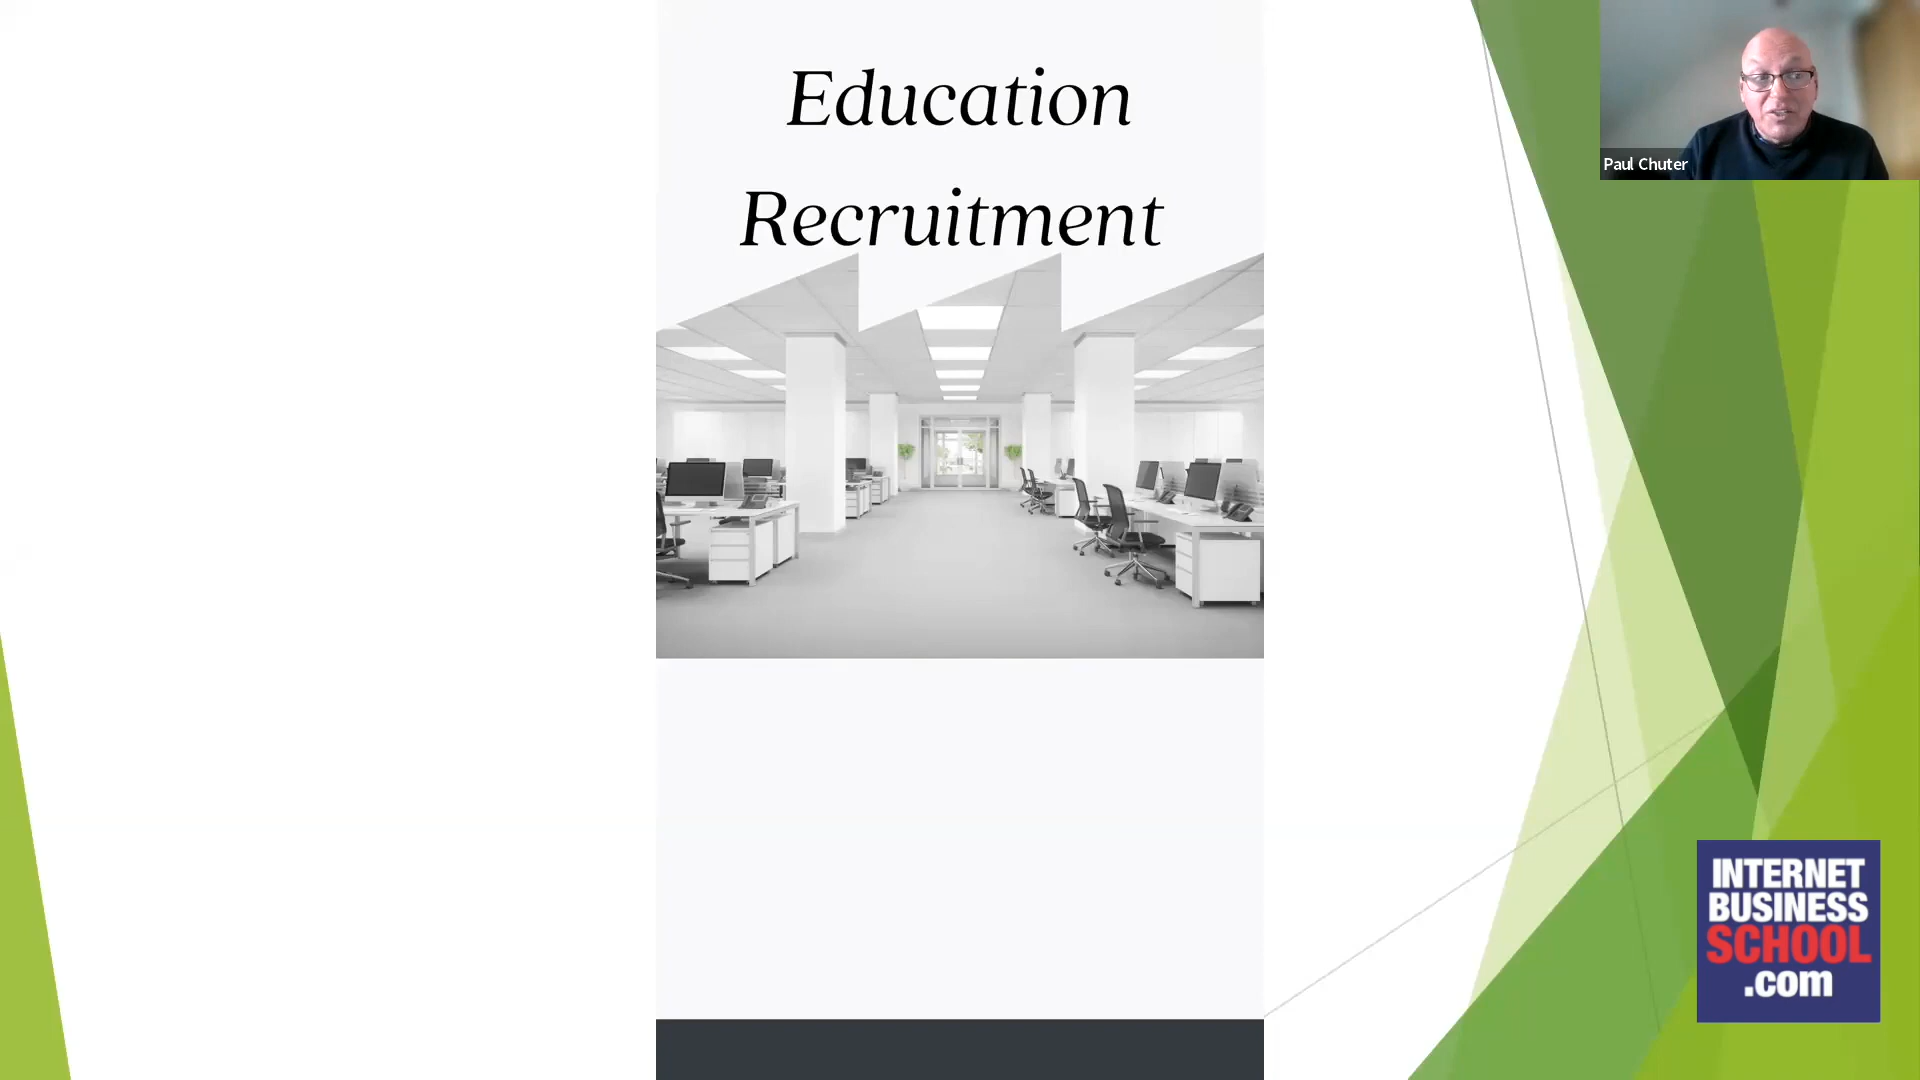 Education
Recruitment
Paul Chuter
INTERNET
BUSINESS
SCHOOL
.com